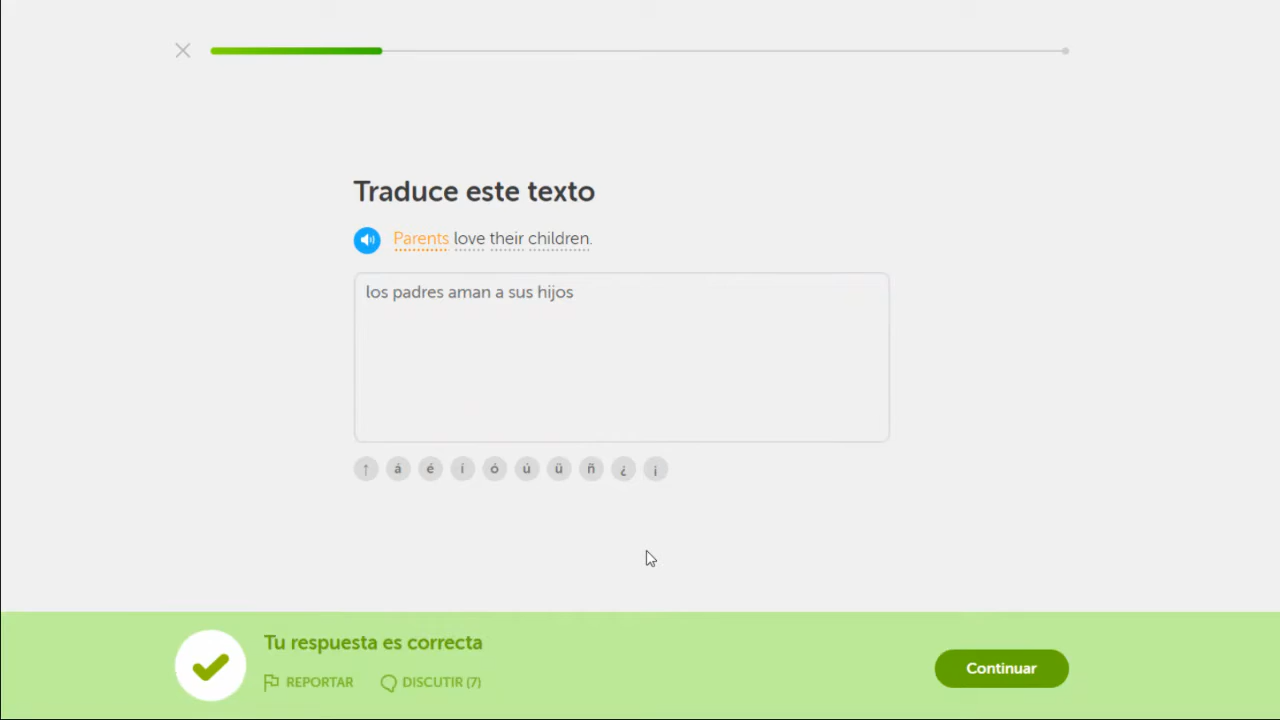 Traduce este texto
Parents love their children.
los padres aman a sus hijos
↑ á é í ó ú ü ñ ¿ ¡
Tu respuesta es correcta
REPORTAR DISCUTIR (7)
Continuar